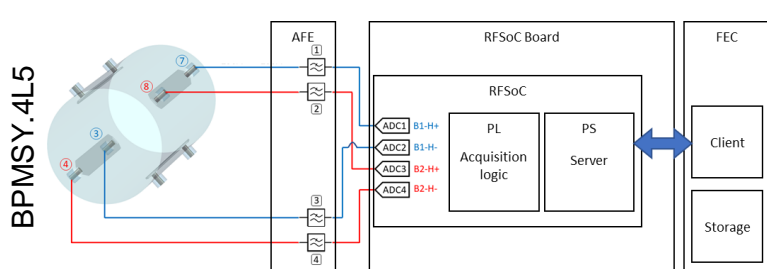 BPMSY.4L5
7
8
3
4
AFE
1
2
3
4
RFSoC Board
RFSoC
ADC1 B1-H+
ADC2 B1-H-
ADC3 B2-H+
ADC4 B2-H-
PL
Acquisition
logic
PS
Server
FEC
Client
Storage